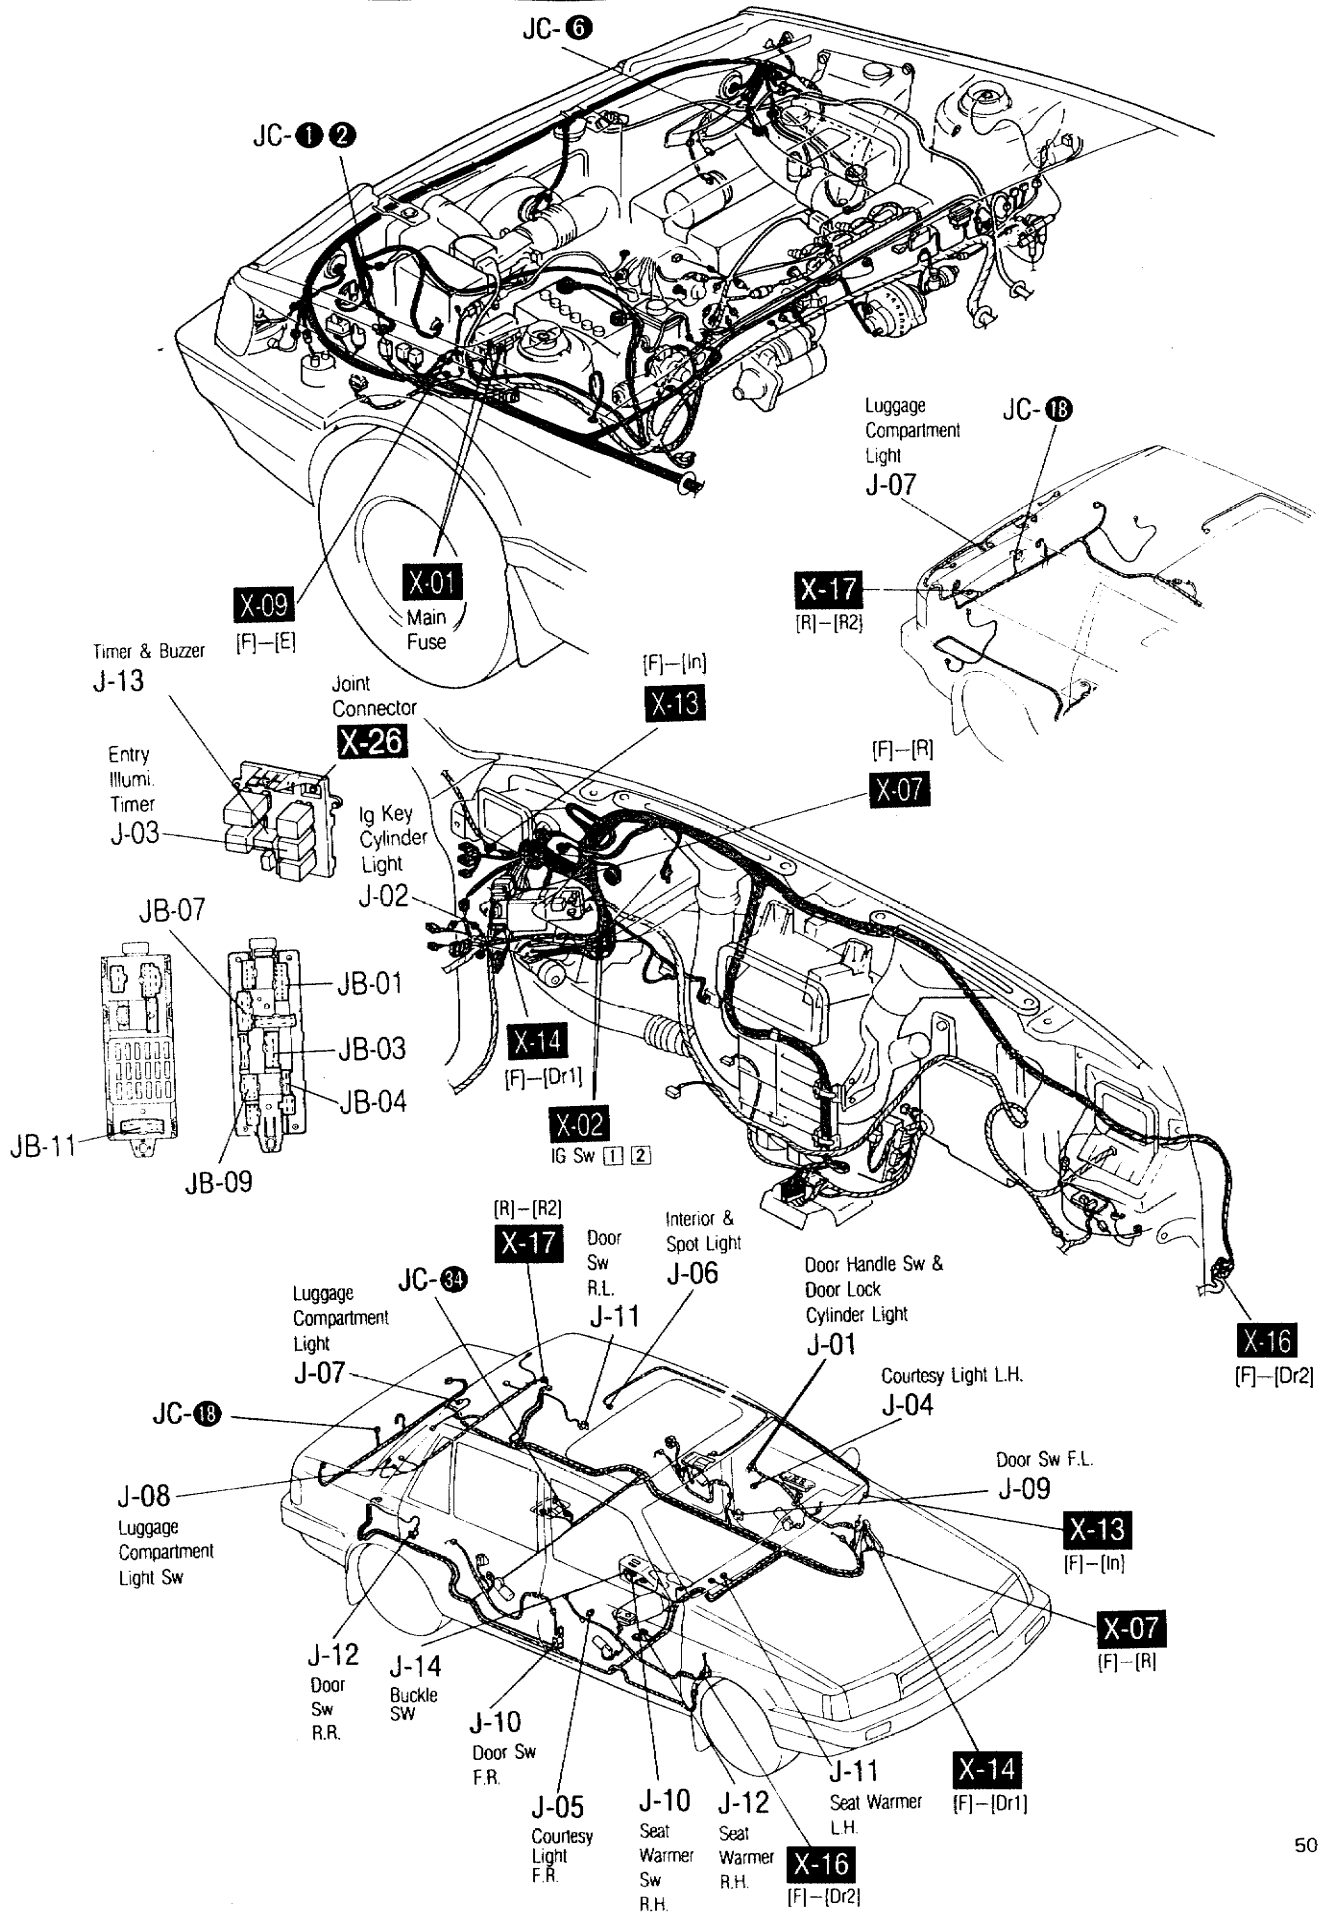 JC-6
JC-1 2
Luggage
Compartment
Light
J-07
JC-18
X-17
[R]–[R2]
X-09
[F]–[E]
X-01
Main
Fuse
Timer & Buzzer
J-13
Joint
Connector
X-26
[F]–[In]
X-13
[F]–[R]
X-07
Entry
Illumi.
Timer
J-03
Ig Key
Cylinder
Light
J-02
JB-07
JB-01
JB-03
JB-04
JB-11
JB-09
X-14
[F]–[Dr1]
X-02
IG Sw 1 2
X-16
[F]–[Dr2]
[R]–[R2]
X-17
JC-34
Door
Sw
R.L.
J-11
Interior &
Spot Light
J-06
Door Handle Sw &
Door Lock
Cylinder Light
J-01
Luggage
Compartment
Light
J-07
Courtesy Light L.H.
J-04
JC-18
Door Sw F.L.
J-09
J-08
Luggage
Compartment
Light Sw
X-13
[F]–[In]
X-07
[F]–[R]
J-12
Door
Sw
R.R.
J-14
Buckle
SW
J-10
Door Sw
F.R.
J-05
Courtesy
Light
F.R.
J-10
Seat
Warmer
Sw
R.H.
J-12
Seat
Warmer
R.H.
J-11
Seat Warmer
L.H.
X-14
[F]–[Dr1]
X-16
[F]–[Dr2]
50